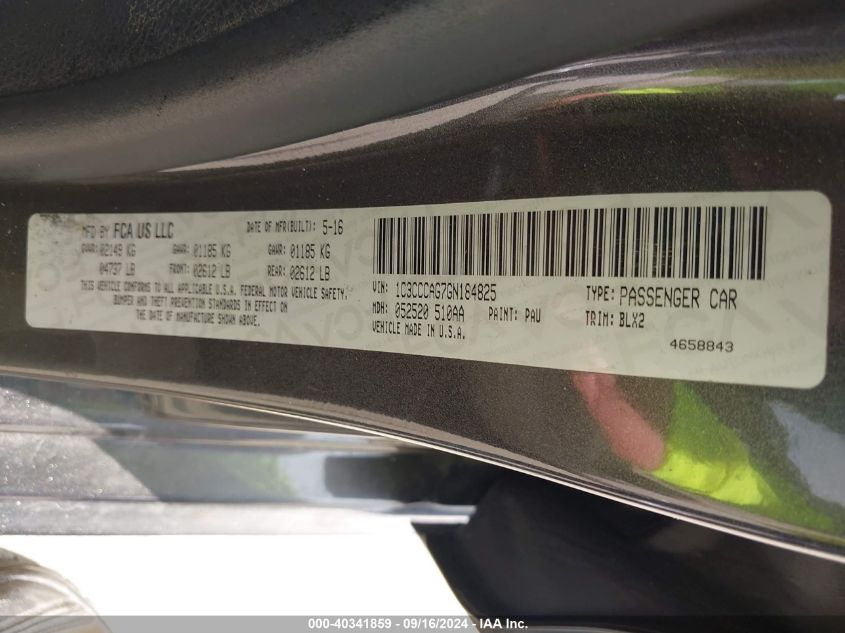 MFD BY FCA US LLC DATE OF MFR(BUILT): 5-16
GVWR: 02149 KG GAWR: 01185 KG GAWR: 01185 KG
04737 LB FRONT: 02612 LB REAR: 02612 LB
THIS VEHICLE CONFORMS TO ALL APPLICABLE U.S.A. FEDERAL MOTOR VEHICLE SAFETY,
BUMPER AND THEFT PREVENTION STANDARDS IN EFFECT ON
THE DATE OF MANUFACTURE SHOWN ABOVE.
VIN: 1C3CCCAG7GN184825 TYPE: PASSENGER CAR
MDH: 052520 510AA PAINT: PAU TRIM: BLX2
VEHICLE MADE IN U.S.A.
4658843
000-40341859 - 09/16/2024 - IAA Inc.